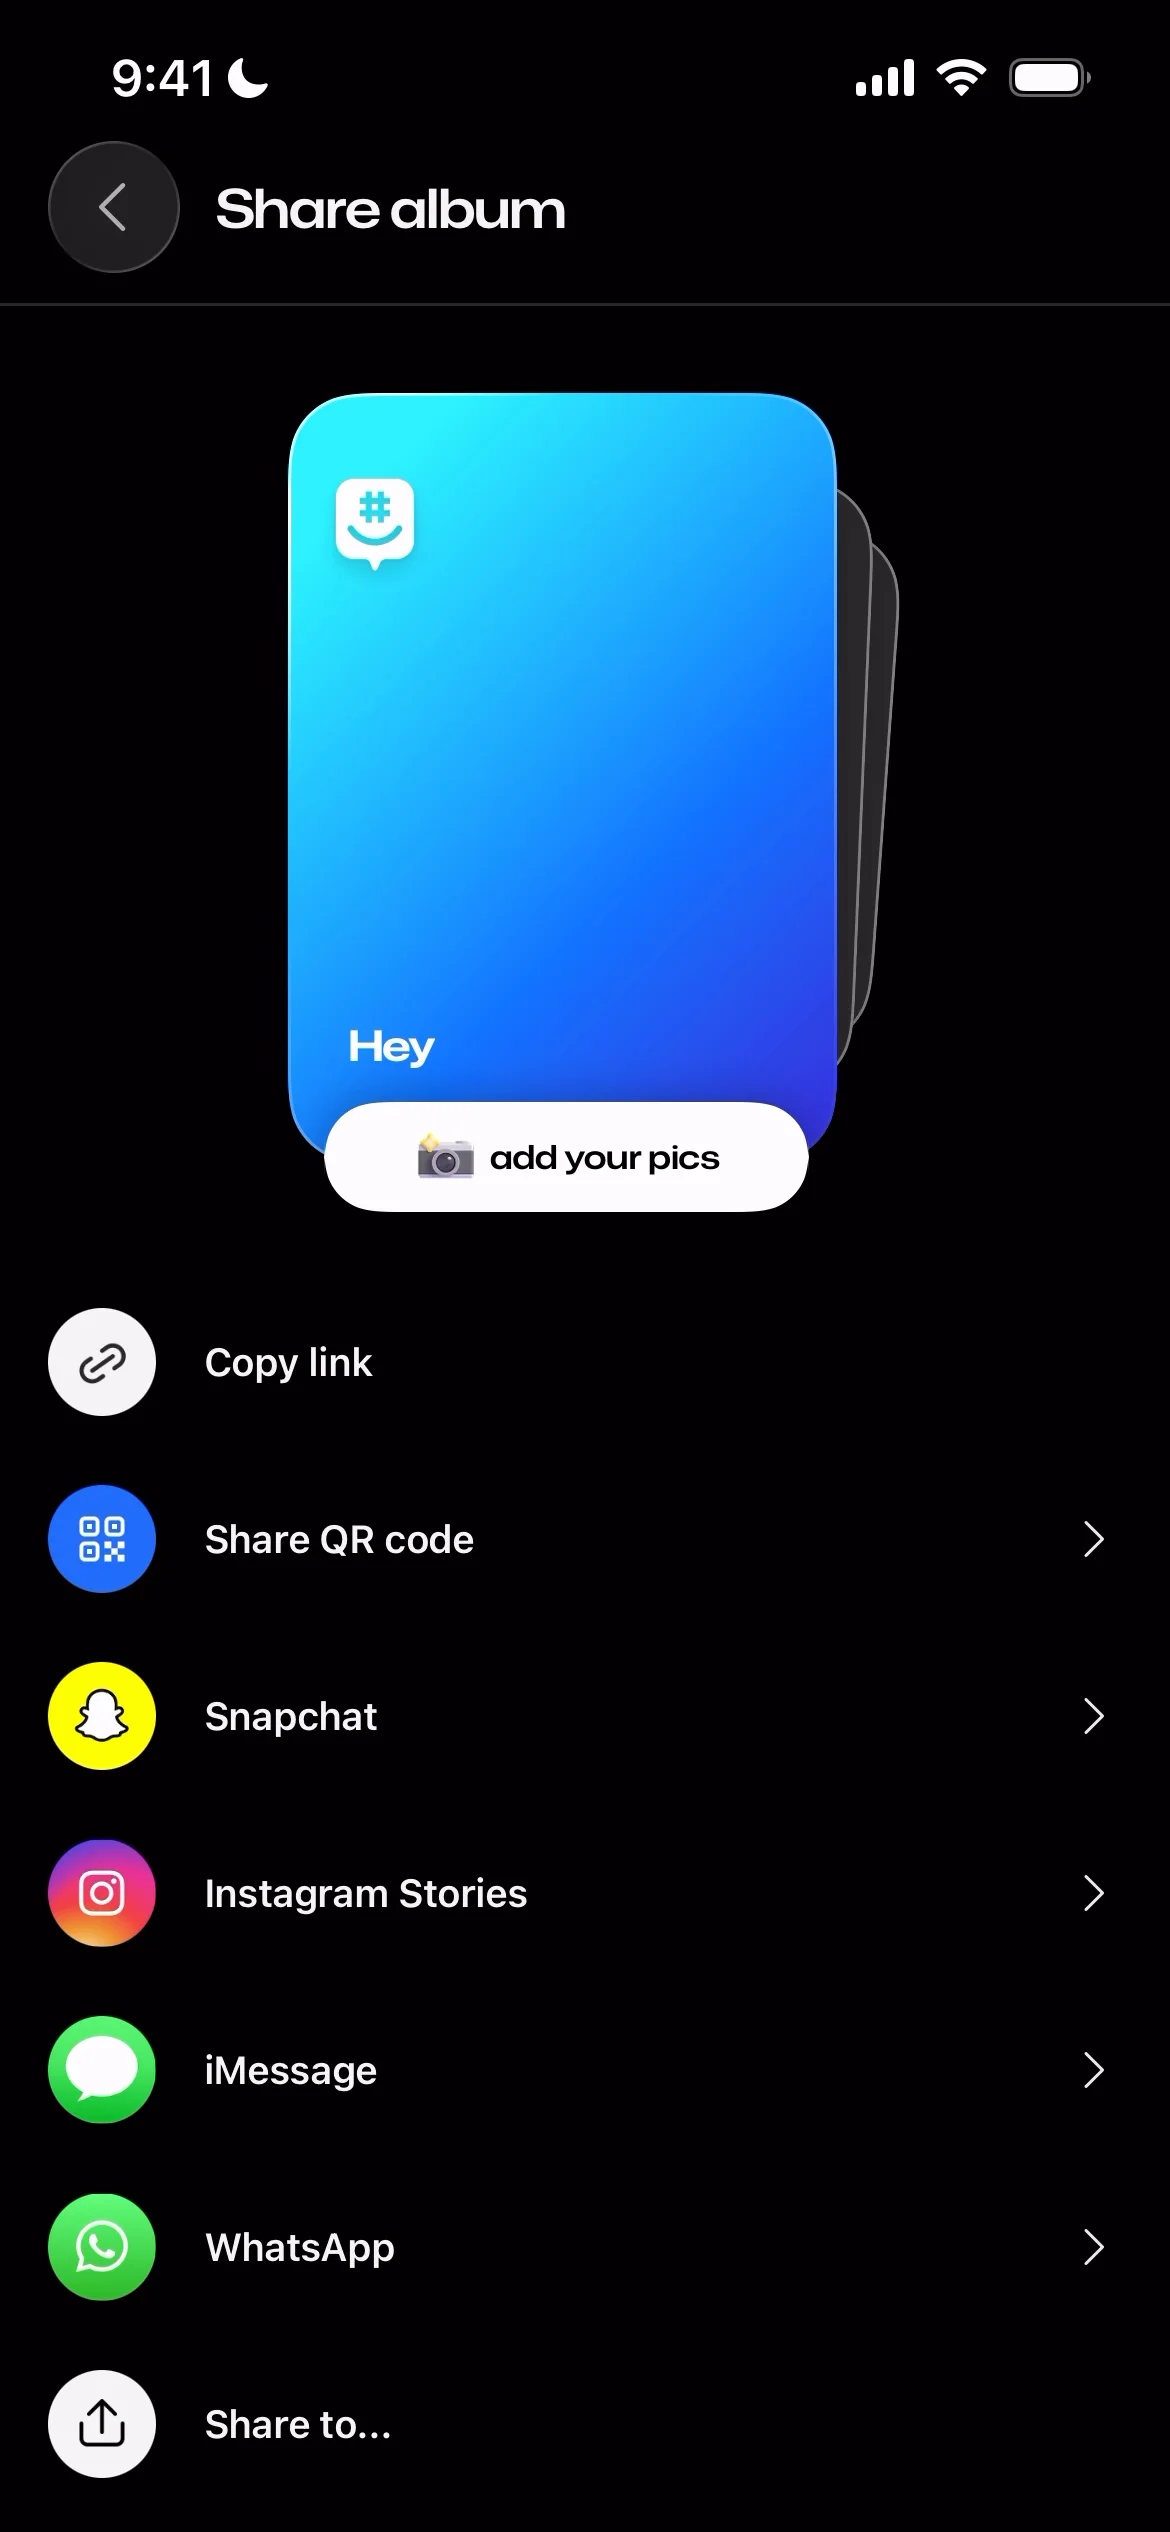 9:41
Share album
#
Hey
add your pics
Copy link
Share QR code
Snapchat
Instagram Stories
iMessage
WhatsApp
Share to...